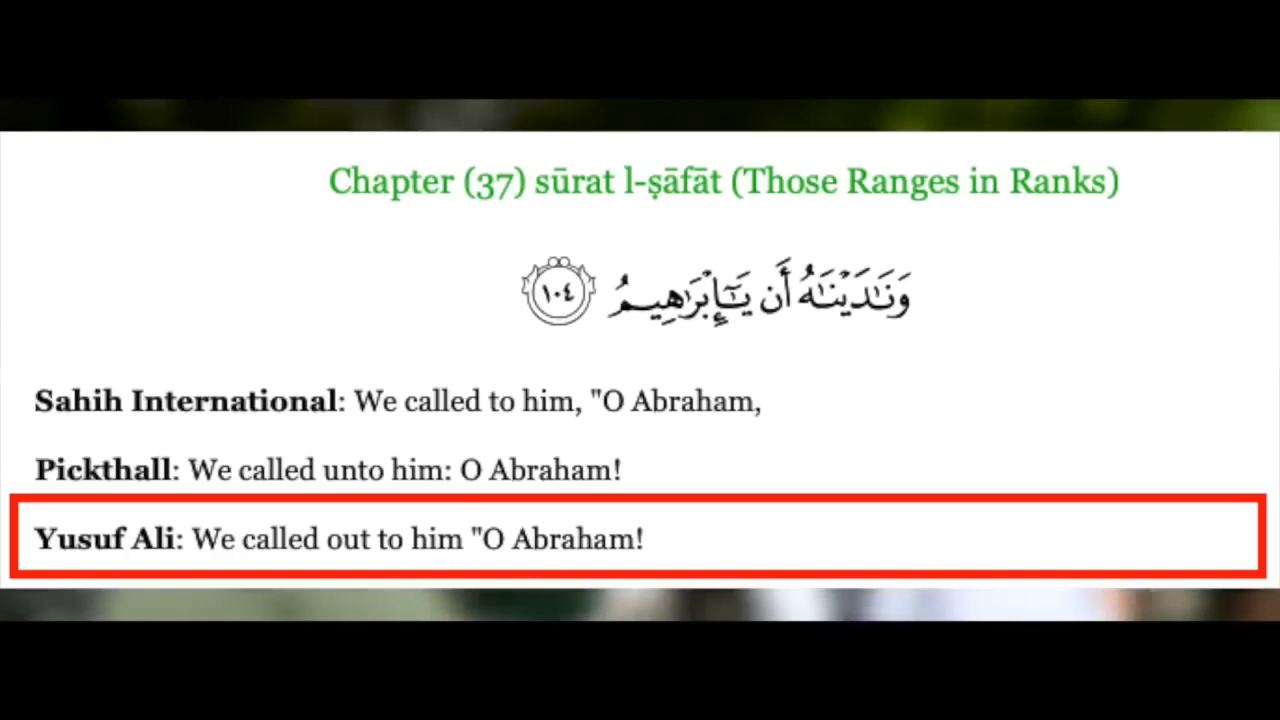 Chapter (37) sūrat l-ṣāfāt (Those Ranges in Ranks)
وَنَـٰدَيْنَـٰهُ أَن يَـٰٓإِبْرَٰهِيمُ ١٠٤
Sahih International: We called to him, "O Abraham,
Pickthall: We called unto him: O Abraham!
Yusuf Ali: We called out to him "O Abraham!